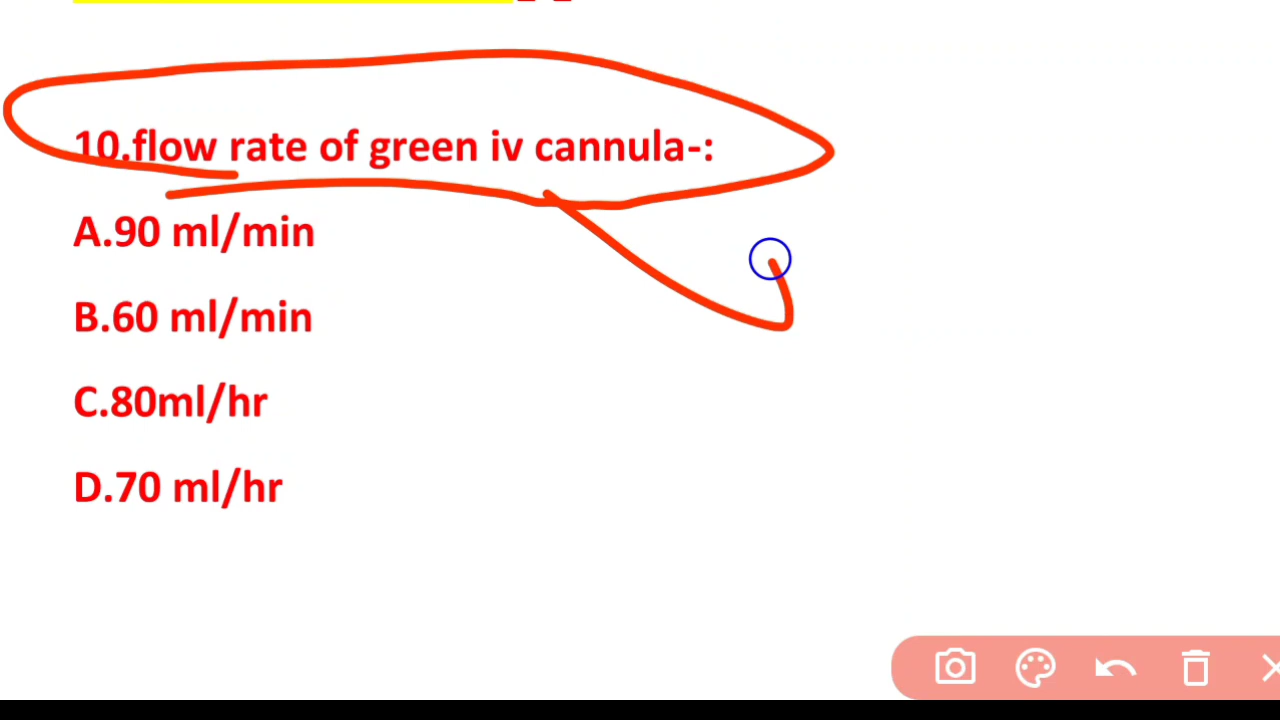 10.flow rate of green iv cannula-:
A.90 ml/min
B.60 ml/min
C.80ml/hr
D.70 ml/hr